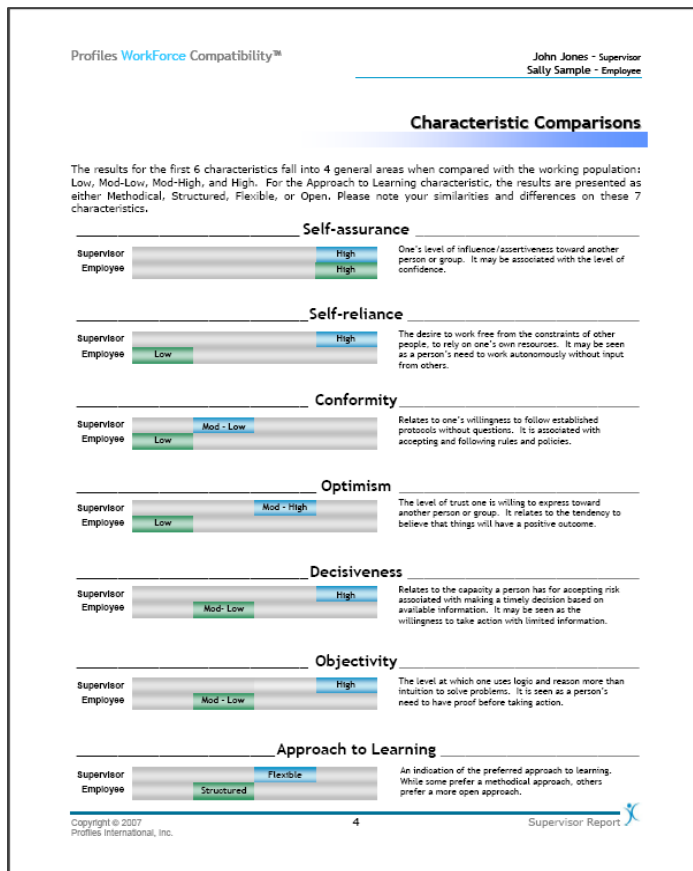 Profiles WorkForce Compatibility™
John Jones - Supervisor
Sally Sample - Employee
Characteristic Comparisons
The results for the first 6 characteristics fall into 4 general areas when compared with the working population:
Low, Mod-Low, Mod-High, and High. For the Approach to Learning characteristic, the results are presented as
either Methodical, Structured, Flexible, or Open. Please note your similarities and differences on these 7
characteristics.
Self-assurance
Supervisor High
Employee High
One's level of influence/assertiveness toward another
person or group. It may be associated with the level of
confidence.
Self-reliance
Supervisor High
Employee Low
The desire to work free from the constraints of other
people, to rely on one's own resources. It may be seen
as a person's need to work autonomously without input
from others.
Conformity
Supervisor Mod - Low
Employee Low
Relates to one's willingness to follow established
protocols without questions. It is associated with
accepting and following rules and policies.
Optimism
Supervisor Mod - High
Employee Low
The level of trust one is willing to express toward
another person or group. It relates to the tendency to
believe that things will have a positive outcome.
Decisiveness
Supervisor High
Employee Mod- Low
Relates to the capacity a person has for accepting risk
associated with making a timely decision based on
available information. It may be seen as the
willingness to take action with limited information.
Objectivity
Supervisor High
Employee Mod - Low
The level at which one uses logic and reason more than
intuition to solve problems. It is seen as a person's
need to have proof before taking action.
Approach to Learning
Supervisor Flexible
Employee Structured
An indication of the preferred approach to learning.
While some prefer a methodical approach, others
prefer a more open approach.
Copyright © 2007
Profiles International, Inc.
4
Supervisor Report